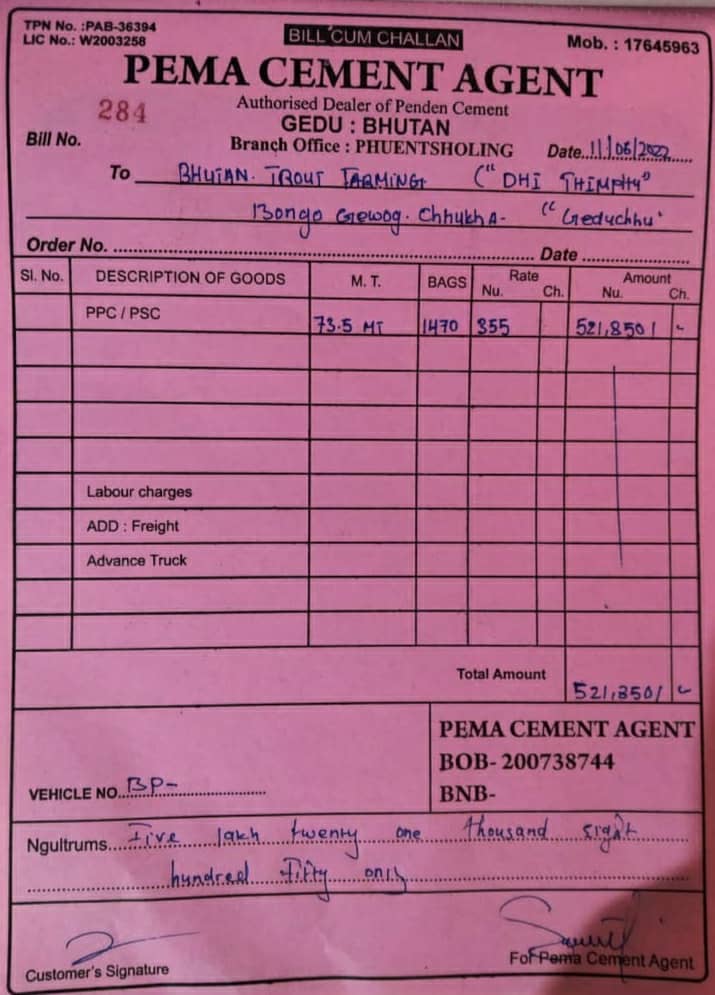 TPN No. :PAB-36394
LIC No.: W2003258
BILL CUM CHALLAN
Mob. : 17645963
PEMA CEMENT AGENT
284
Authorised Dealer of Penden Cement
GEDU : BHUTAN
Bill No.
Branch Office : PHUENTSHOLING
Date..11/06/2022
To BHUTAN. TROUT FARMING ("DHI THIMPHU"
Bongo Gewog. Chhukha- "Geduchhu'
Order No. Date
Sl. No. DESCRIPTION OF GOODS M. T. BAGS Rate Nu. Ch. Amount Nu. Ch.
PPC / PSC 73.5 MT 1470 355 521,850/ -
Labour charges
ADD : Freight
Advance Truck
Total Amount 521,850/ -
PEMA CEMENT AGENT
BOB- 200738744
VEHICLE NO. BP-
BNB-
Ngultrums Five lakh twenty one thousand eight
hundred fifty only
Customer's Signature
For Pema Cement Agent